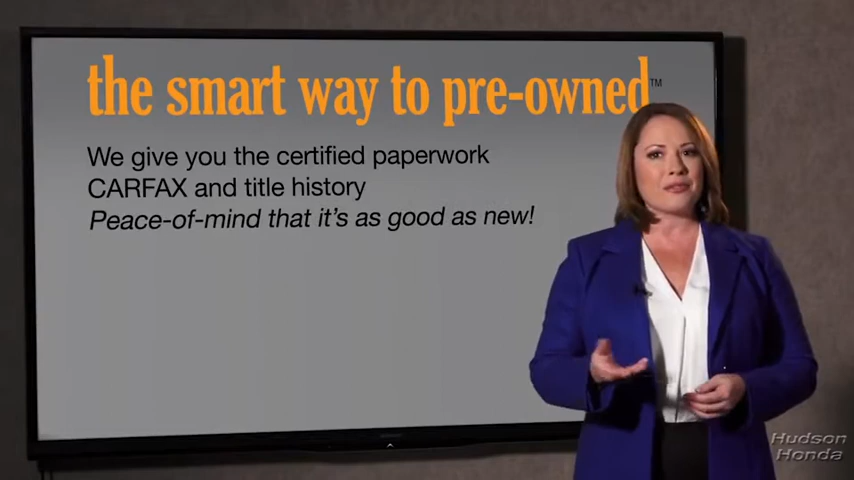 the smart way to pre-owned™
We give you the certified paperwork
CARFAX and title history
Peace-of-mind that it's as good as new!
Hudson
Honda